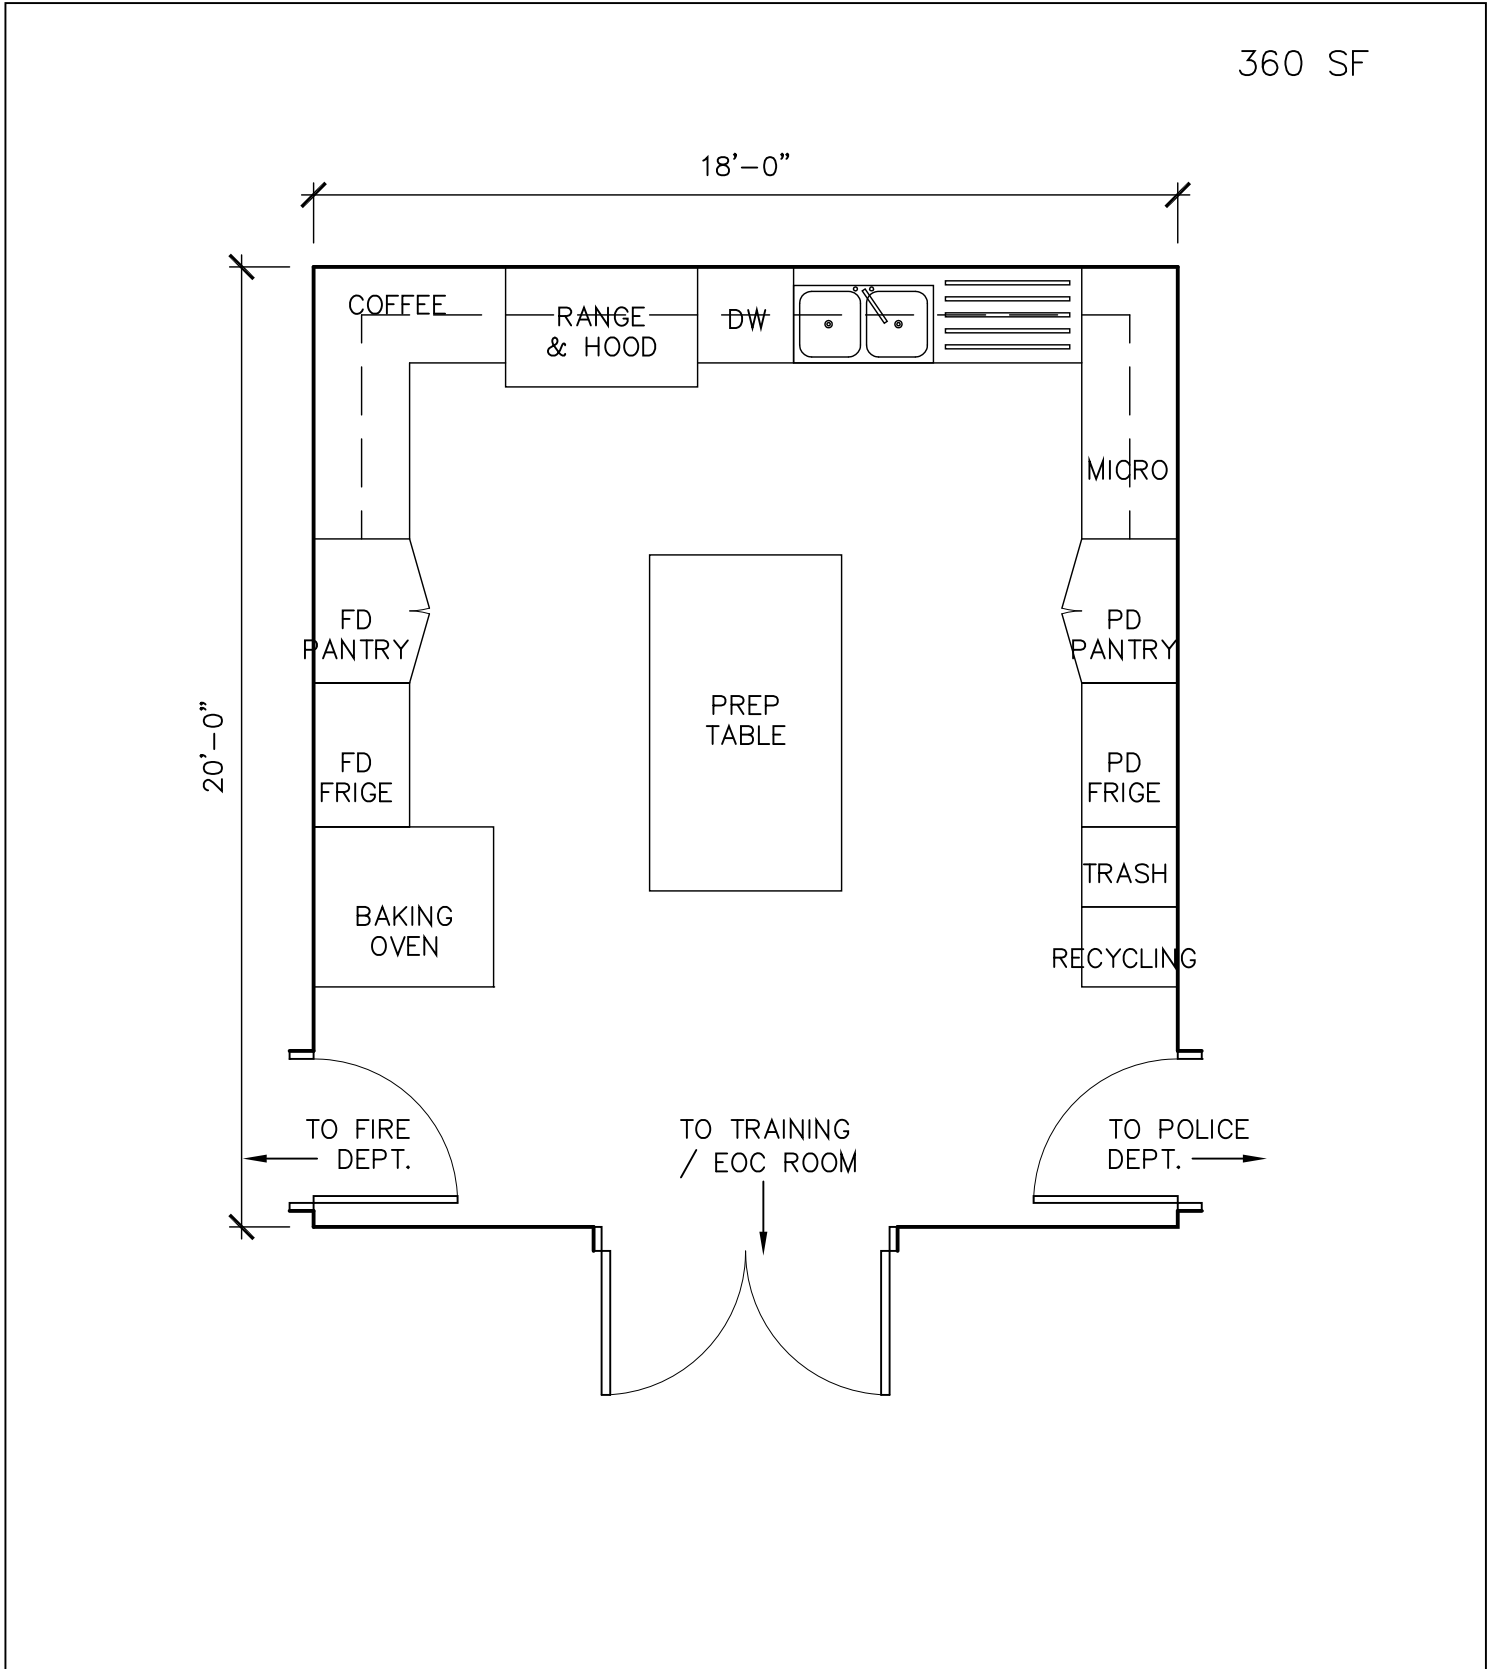 360 SF
18'-0"
COFFEE
RANGE
& HOOD
DW
MICRO
FD
PANTRY
PD
PANTRY
PREP
TABLE
20'-0"
FD
FRIGE
PD
FRIGE
TRASH
BAKING
OVEN
RECYCLING
TO FIRE
DEPT.
TO TRAINING
/ EOC ROOM
TO POLICE
DEPT.